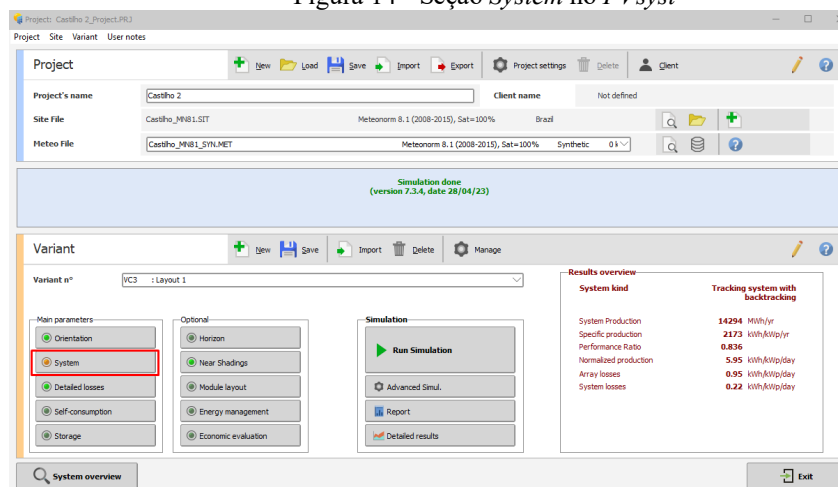 Figura 14 - Seção System no PVsyst
Project: Castilho 2_Project.PRJ
Project Site Variant User notes
Project New Load Save Import Export Project settings Delete Client
Project's name Castilho 2 Client name Not defined
Site File Castilho_MN81.SIT Meteonorm 8.1 (2008-2015), Sat=100% Brazil
Meteo File Castilho_MN81_SYN.MET Meteonorm 8.1 (2008-2015), Sat=100% Synthetic 0 k
Simulation done
(version 7.3.4, date 28/04/23)
Variant New Save Import Delete Manage
Variant n° VC3 : Layout 1
Results overview
System kind Tracking system with backtracking
System Production 14294 MWh/yr
Specific production 2173 kWh/kWp/yr
Performance Ratio 0.836
Normalized production 5.95 kWh/kWp/day
Array losses 0.95 kWh/kWp/day
System losses 0.22 kWh/kWp/day
Main parameters
Orientation
System
Detailed losses
Self-consumption
Storage
Optional
Horizon
Near Shadings
Module layout
Energy management
Economic evaluation
Simulation
Run Simulation
Advanced Simul.
Report
Detailed results
System overview
Exit